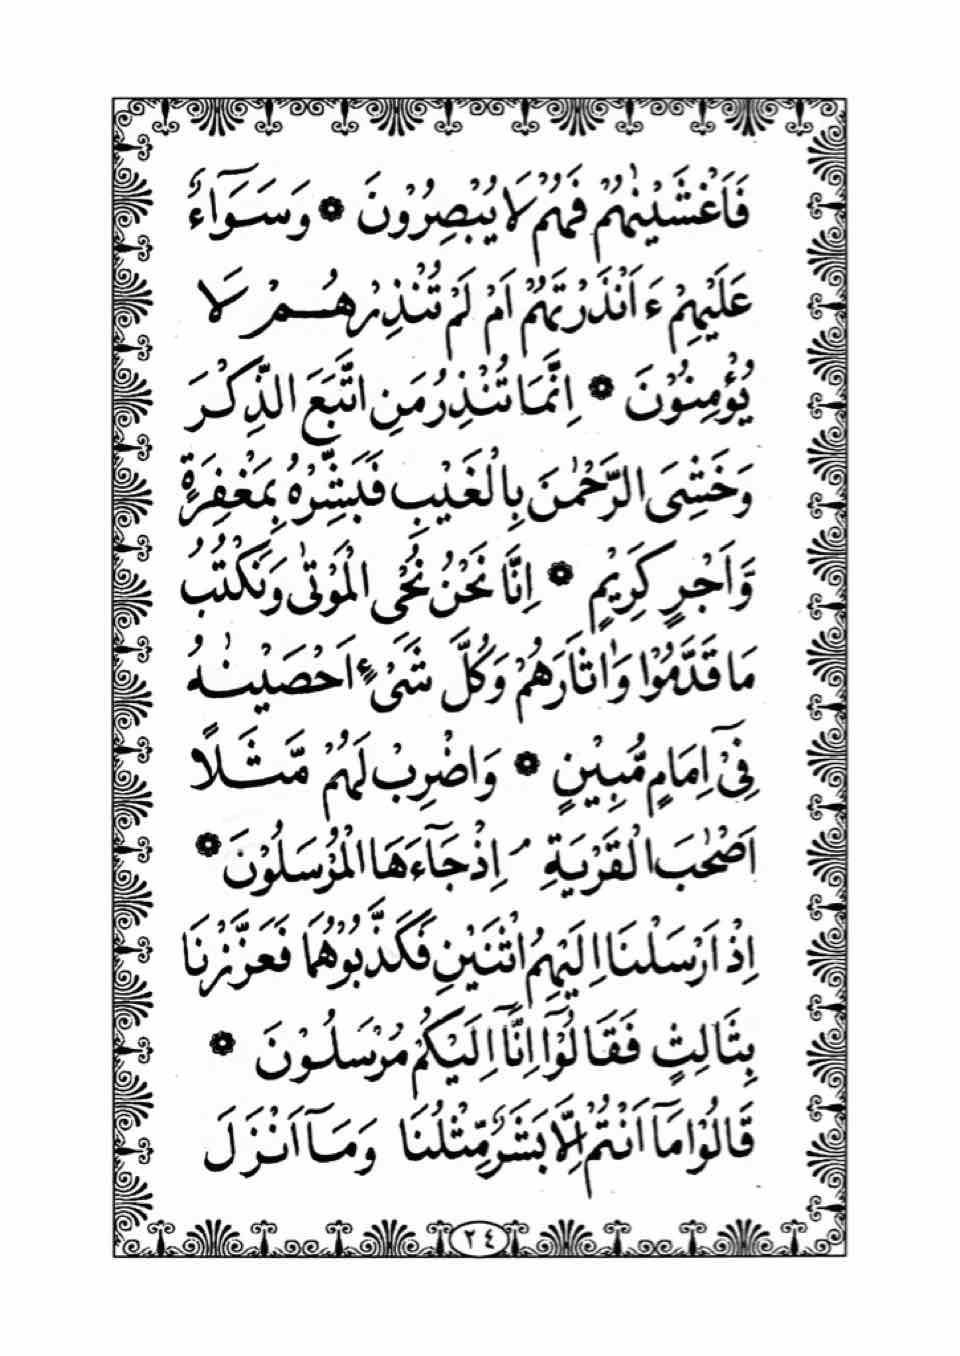 فَاَغْشَيْنٰهُمْ فَهُمْ لَا يُبْصِرُوْنَ ۞ وَسَوَآءٌ
عَلَيْهِمْ ءَاَنْذَرْتَهُمْ اَمْ لَمْ تُنْذِرْهُمْ لَا
يُؤْمِنُوْنَ ۞ اِنَّمَا تُنْذِرُ مَنِ اتَّبَعَ الذِّكْرَ
وَخَشِىَ الرَّحْمٰنَ بِالْغَيْبِ فَبَشِّرْهُ بِمَغْفِرَةٍ
وَّاَجْرٍ كَرِيْمٍ ۞ اِنَّا نَحْنُ نُحْىِ الْمَوْتٰى وَنَكْتُبُ
مَا قَدَّمُوْا وَاٰثَارَهُمْ وَكُلَّ شَىْءٍ اَحْصَيْنٰهُ
فِىْٓ اِمَامٍ مُّبِيْنٍ ۞ وَاضْرِبْ لَهُمْ مَّثَلًا
اَصْحٰبَ الْقَرْيَةِ ۘ اِذْ جَآءَهَا الْمُرْسَلُوْنَ ۞
اِذْ اَرْسَلْنَا اِلَيْهِمُ اثْنَيْنِ فَكَذَّبُوْهُمَا فَعَزَّزْنَا
بِثَالِثٍ فَقَالُوْٓا اِنَّآ اِلَيْكُمْ مُرْسَلُوْنَ ۞
قَالُوْا مَآ اَنْتُمْ اِلَّا بَشَرٌ مِّثْلُنَا وَمَآ اَنْزَلَ
٢٤